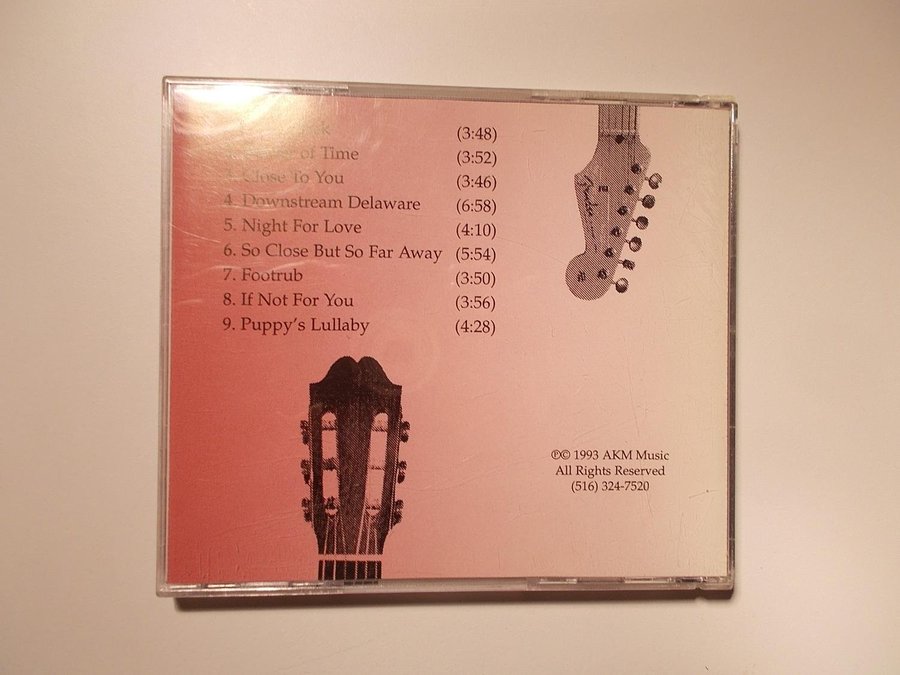 (3:48)
of Time (3:52)
3. Close To You (3:46)
4. Downstream Delaware (6:58)
5. Night For Love (4:10)
6. So Close But So Far Away (5:54)
7. Footrub (3:50)
8. If Not For You (3:56)
9. Puppy's Lullaby (4:28)
Fender
℗© 1993 AKM Music
All Rights Reserved
(516) 324-7520